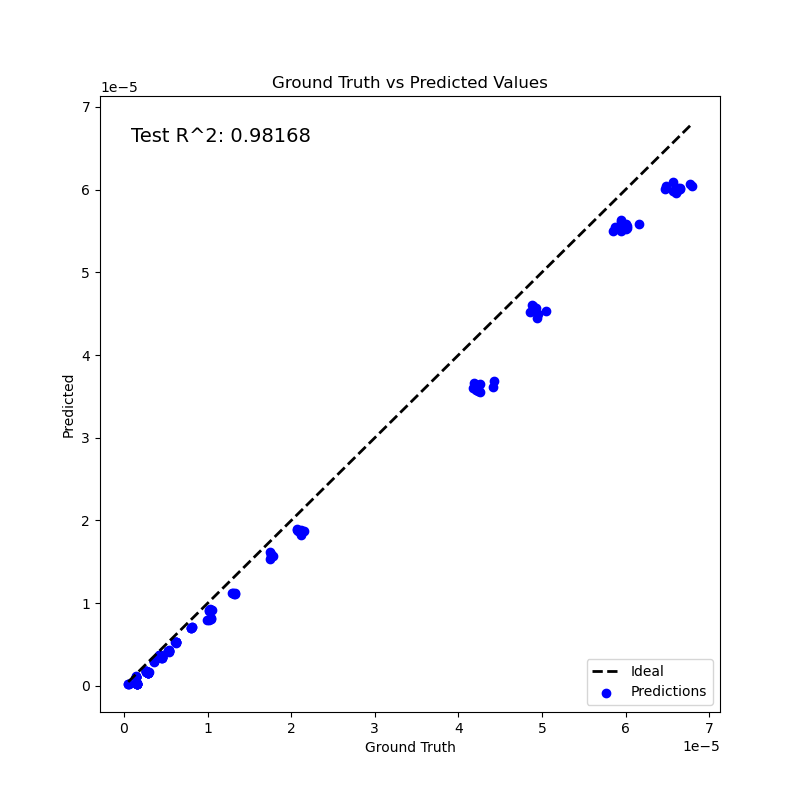 Ground Truth vs Predicted Values
1e−5
Test R^2: 0.98168
7
6
5
4
3
2
1
0
Predicted
Ideal
Predictions
0 1 2 3 4 5 6 7
1e−5
Ground Truth